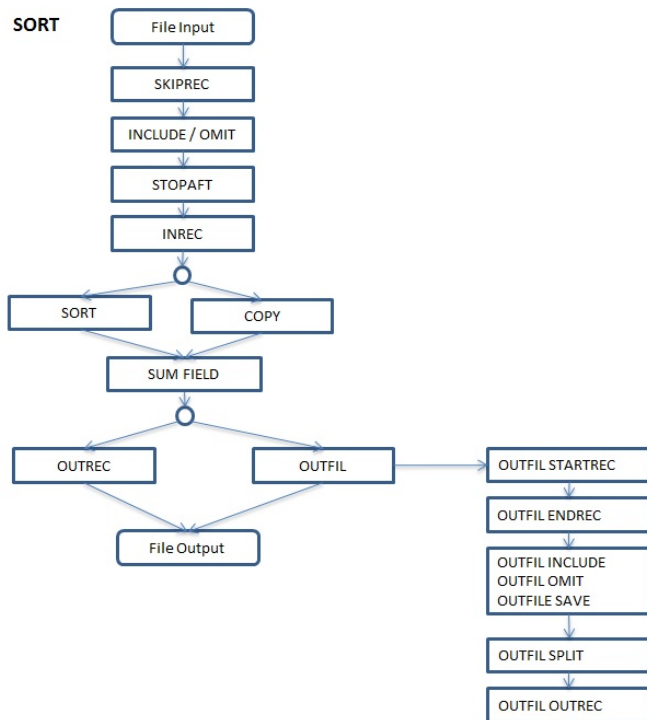 SORT
File Input
SKIPREC
INCLUDE / OMIT
STOPAFT
INREC
SORT
COPY
SUM FIELD
OUTREC
OUTFIL
File Output
OUTFIL STARTREC
OUTFIL ENDREC
OUTFIL INCLUDE
OUTFIL OMIT
OUTFILE SAVE
OUTFIL SPLIT
OUTFIL OUTREC